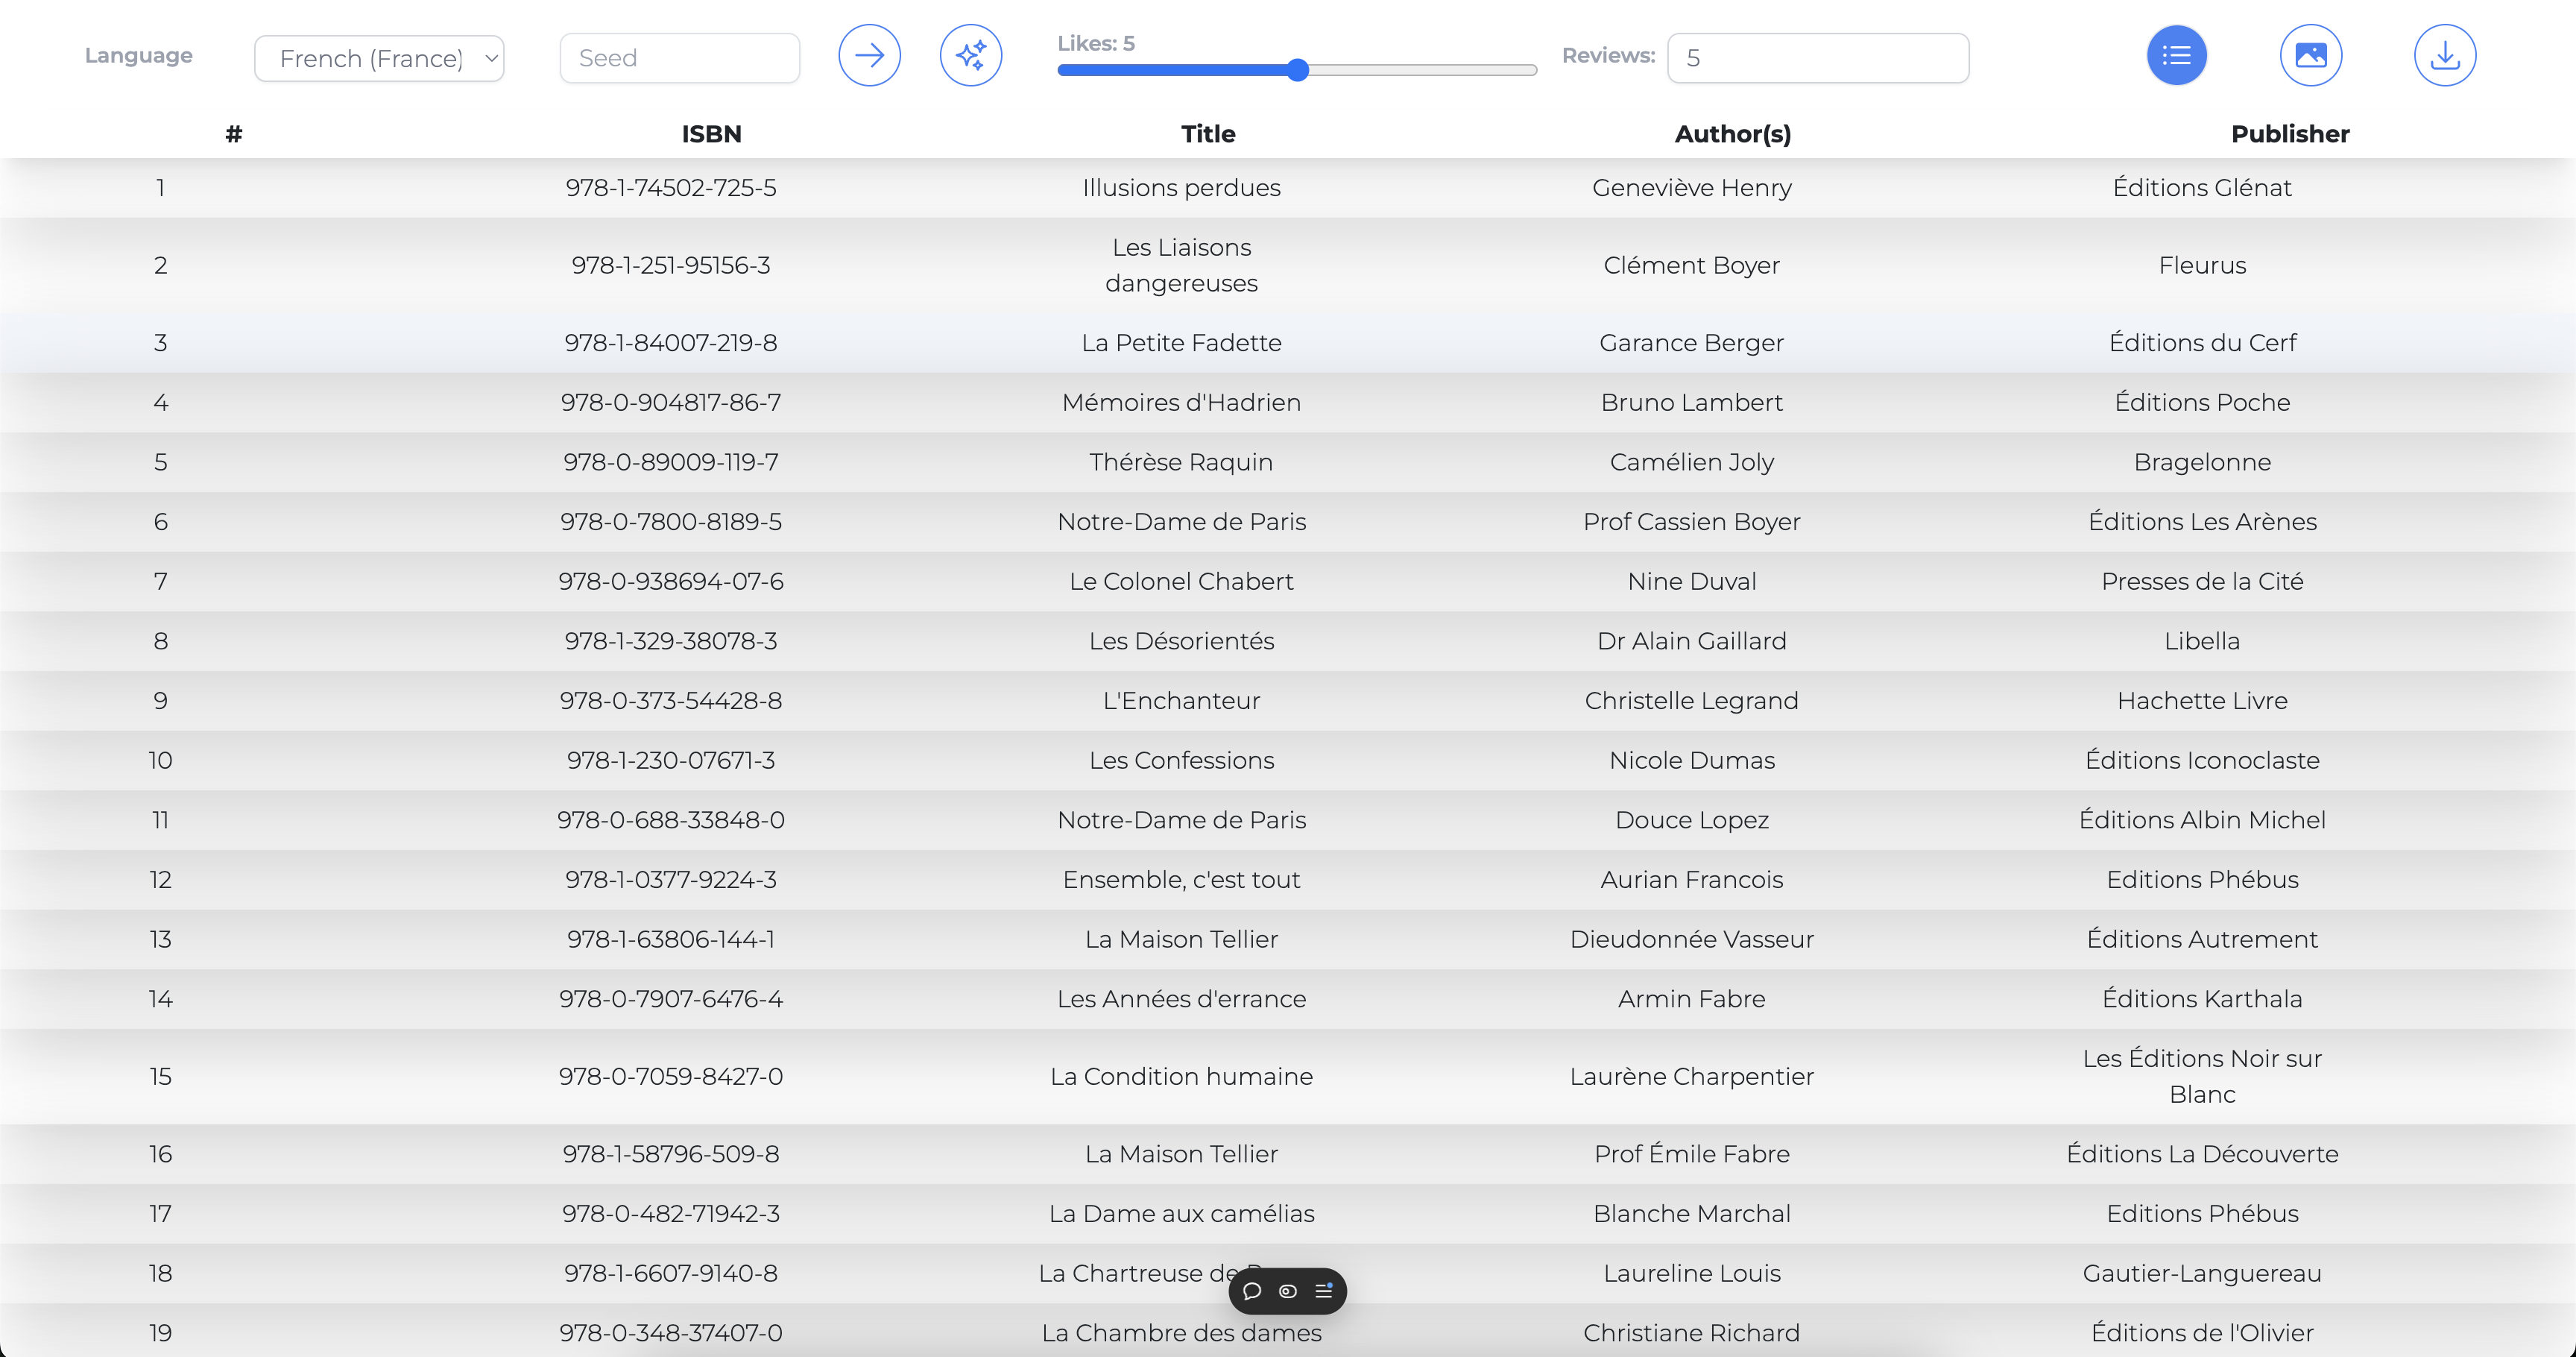 Language French (France) Seed Likes: 5 Reviews: 5
# ISBN Title Author(s) Publisher
1 978-1-74502-725-5 Illusions perdues Geneviève Henry Éditions Glénat
2 978-1-251-95156-3 Les Liaisons dangereuses Clément Boyer Fleurus
3 978-1-84007-219-8 La Petite Fadette Garance Berger Éditions du Cerf
4 978-0-904817-86-7 Mémoires d'Hadrien Bruno Lambert Éditions Poche
5 978-0-89009-119-7 Thérèse Raquin Camélien Joly Bragelonne
6 978-0-7800-8189-5 Notre-Dame de Paris Prof Cassien Boyer Éditions Les Arènes
7 978-0-938694-07-6 Le Colonel Chabert Nine Duval Presses de la Cité
8 978-1-329-38078-3 Les Désorientés Dr Alain Gaillard Libella
9 978-0-373-54428-8 L'Enchanteur Christelle Legrand Hachette Livre
10 978-1-230-07671-3 Les Confessions Nicole Dumas Éditions Iconoclaste
11 978-0-688-33848-0 Notre-Dame de Paris Douce Lopez Éditions Albin Michel
12 978-1-0377-9224-3 Ensemble, c'est tout Aurian Francois Editions Phébus
13 978-1-63806-144-1 La Maison Tellier Dieudonnée Vasseur Éditions Autrement
14 978-0-7907-6476-4 Les Années d'errance Armin Fabre Éditions Karthala
15 978-0-7059-8427-0 La Condition humaine Laurène Charpentier Les Éditions Noir sur Blanc
16 978-1-58796-509-8 La Maison Tellier Prof Émile Fabre Éditions La Découverte
17 978-0-482-71942-3 La Dame aux camélias Blanche Marchal Editions Phébus
18 978-1-6607-9140-8 La Chartreuse de Laureline Louis Gautier-Languereau
19 978-0-348-37407-0 La Chambre des dames Christiane Richard Éditions de l'Olivier